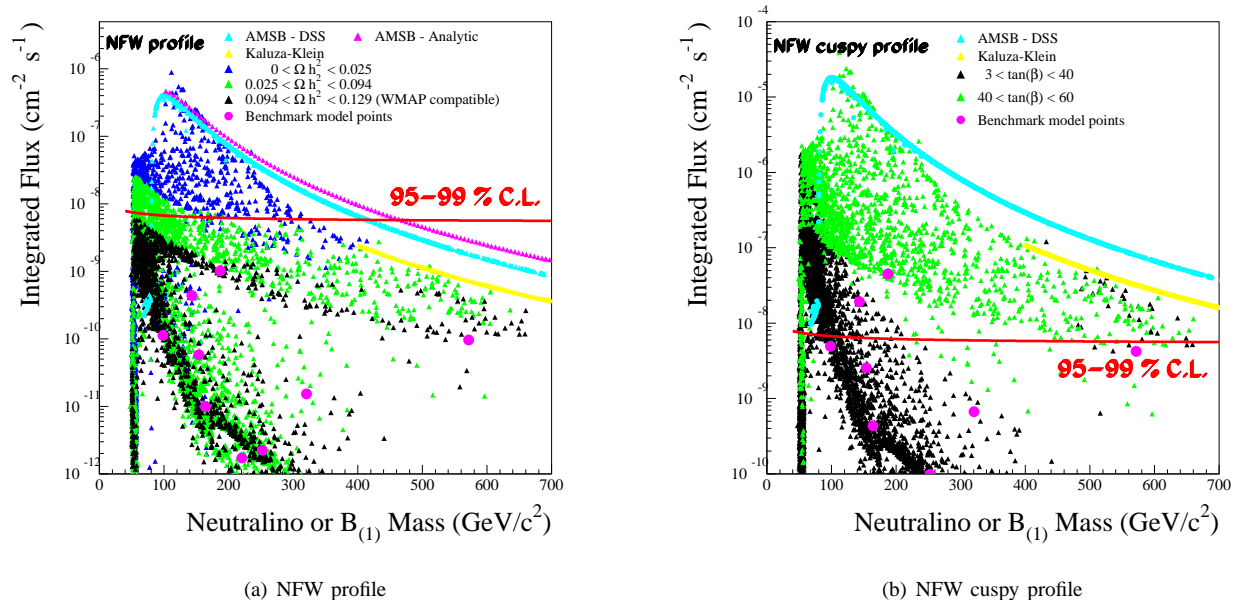 NFW profile
AMSB - DSS
AMSB - Analytic
Kaluza-Klein
0 < Ω h² < 0.025
0.025 < Ω h² < 0.094
0.094 < Ω h² < 0.129 (WMAP compatible)
Benchmark model points
95-99 % C.L.
Integrated Flux (cm⁻² s⁻¹)
10⁻⁶
10⁻⁷
10⁻⁸
10⁻⁹
10⁻¹⁰
10⁻¹¹
10⁻¹²
0 100 200 300 400 500 600 700
Neutralino or B₍₁₎ Mass (GeV/c²)
(a) NFW profile
NFW cuspy profile
AMSB - DSS
Kaluza-Klein
3 < tan(β) < 40
40 < tan(β) < 60
Benchmark model points
95-99 % C.L.
Integrated Flux (cm⁻² s⁻¹)
10⁻⁴
10⁻⁵
10⁻⁶
10⁻⁷
10⁻⁸
10⁻⁹
10⁻¹⁰
0 100 200 300 400 500 600 700
Neutralino or B₍₁₎ Mass (GeV/c²)
(b) NFW cuspy profile